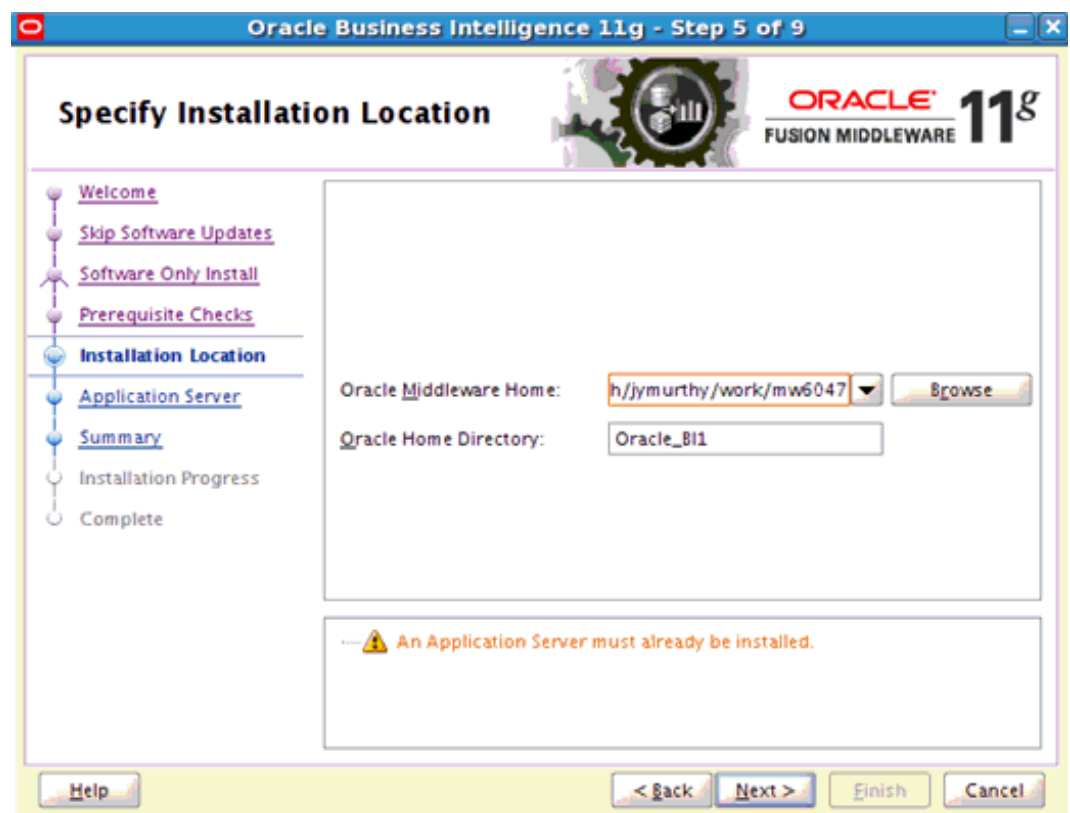 Oracle Business Intelligence 11g - Step 5 of 9
Specify Installation Location
ORACLE
FUSION MIDDLEWARE
11g
Welcome
Skip Software Updates
Software Only Install
Prerequisite Checks
Installation Location
Application Server
Summary
Installation Progress
Complete
Oracle Middleware Home: h/jymurthy/work/mw6047 Browse
Oracle Home Directory: Oracle_BI1
An Application Server must already be installed.
Help < Back Next > Finish Cancel